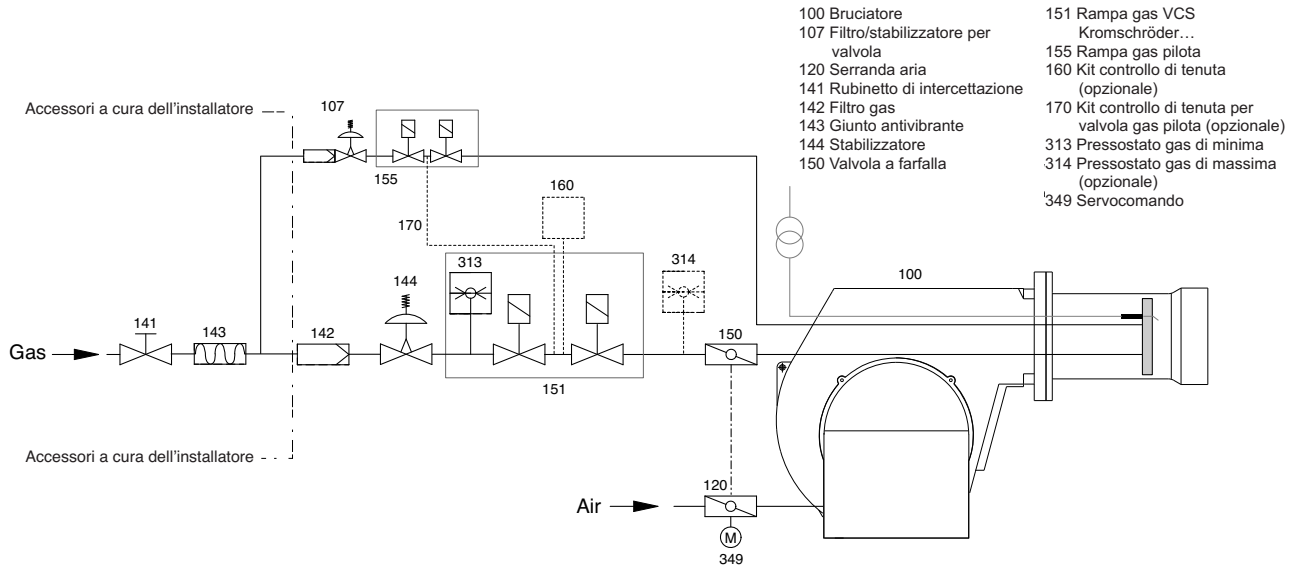 100 Bruciatore
107 Filtro/stabilizzatore per
valvola
120 Serranda aria
141 Rubinetto di intercettazione
142 Filtro gas
143 Giunto antivibrante
144 Stabilizzatore
150 Valvola a farfalla
151 Rampa gas VCS
Kromschröder…
155 Rampa gas pilota
160 Kit controllo di tenuta
(opzionale)
170 Kit controllo di tenuta per
valvola gas pilota (opzionale)
313 Pressostato gas di minima
314 Pressostato gas di massima
(opzionale)
349 Servocomando
Accessori a cura dell'installatore
107
155
160
170
313
314
100
144
141
143
142
150
Gas
151
Accessori a cura dell'installatore
120
Air
M
349